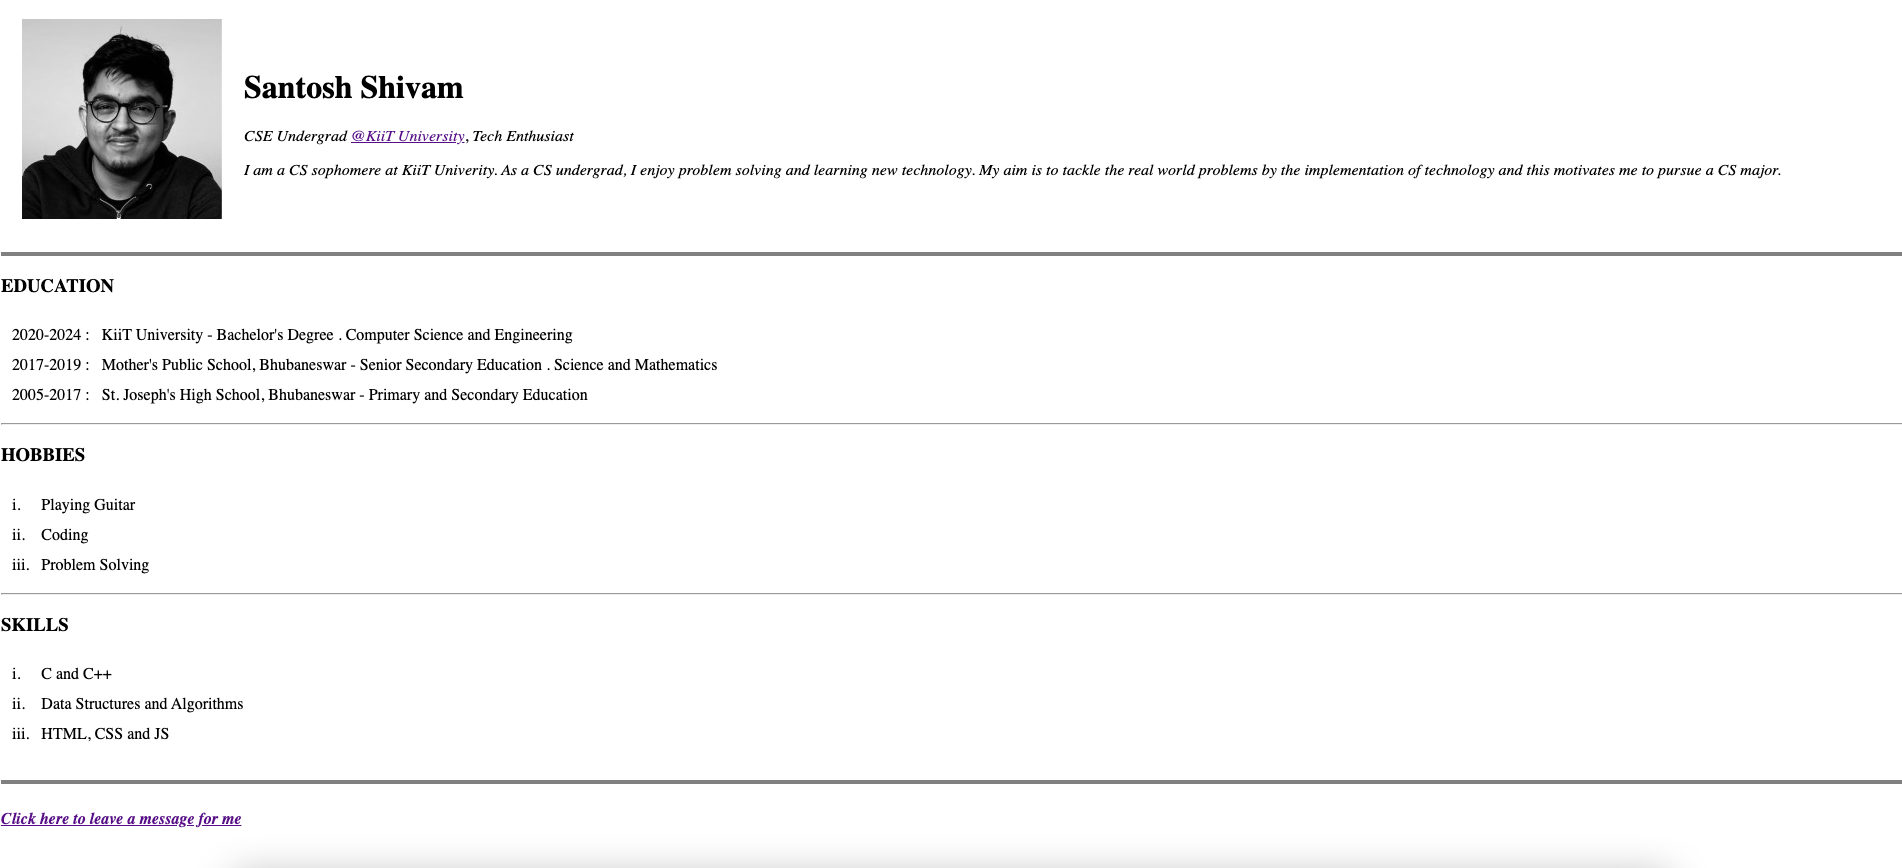 Santosh Shivam
CSE Undergrad @KiiT University, Tech Enthusiast
I am a CS sophomere at KiiT Univerity. As a CS undergrad, I enjoy problem solving and learning new technology. My aim is to tackle the real world problems by the implementation of technology and this motivates me to pursue a CS major.
EDUCATION
2020-2024 : KiiT University - Bachelor's Degree . Computer Science and Engineering
2017-2019 : Mother's Public School, Bhubaneswar - Senior Secondary Education . Science and Mathematics
2005-2017 : St. Joseph's High School, Bhubaneswar - Primary and Secondary Education
HOBBIES
i. Playing Guitar
ii. Coding
iii. Problem Solving
SKILLS
i. C and C++
ii. Data Structures and Algorithms
iii. HTML, CSS and JS
Click here to leave a message for me